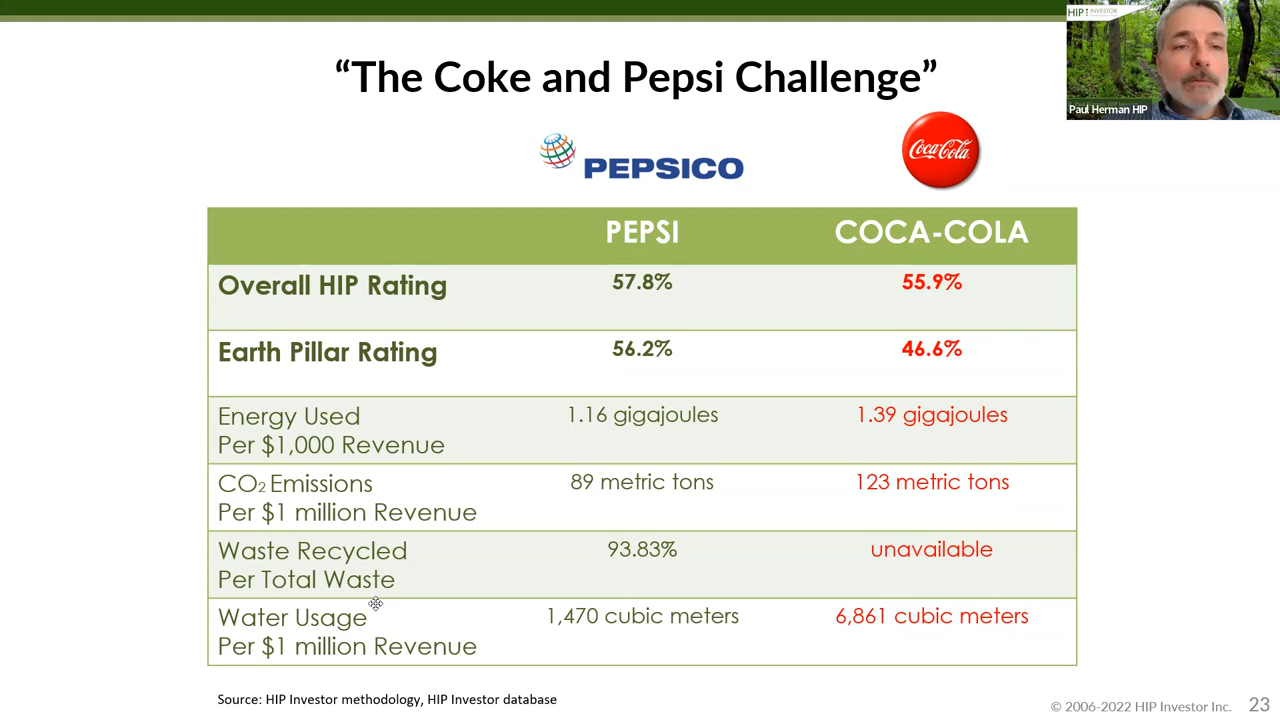 HIP: INVESTOR
Paul Herman HIP
“The Coke and Pepsi Challenge”
PEPSICO
Coca-Cola
PEPSI COCA-COLA
Overall HIP Rating 57.8% 55.9%
Earth Pillar Rating 56.2% 46.6%
Energy Used 1.16 gigajoules 1.39 gigajoules
Per $1,000 Revenue
CO₂ Emissions 89 metric tons 123 metric tons
Per $1 million Revenue
Waste Recycled 93.83% unavailable
Per Total Waste
Water Usage 1,470 cubic meters 6,861 cubic meters
Per $1 million Revenue
Source: HIP Investor methodology, HIP Investor database
© 2006-2022 HIP Investor Inc. 23